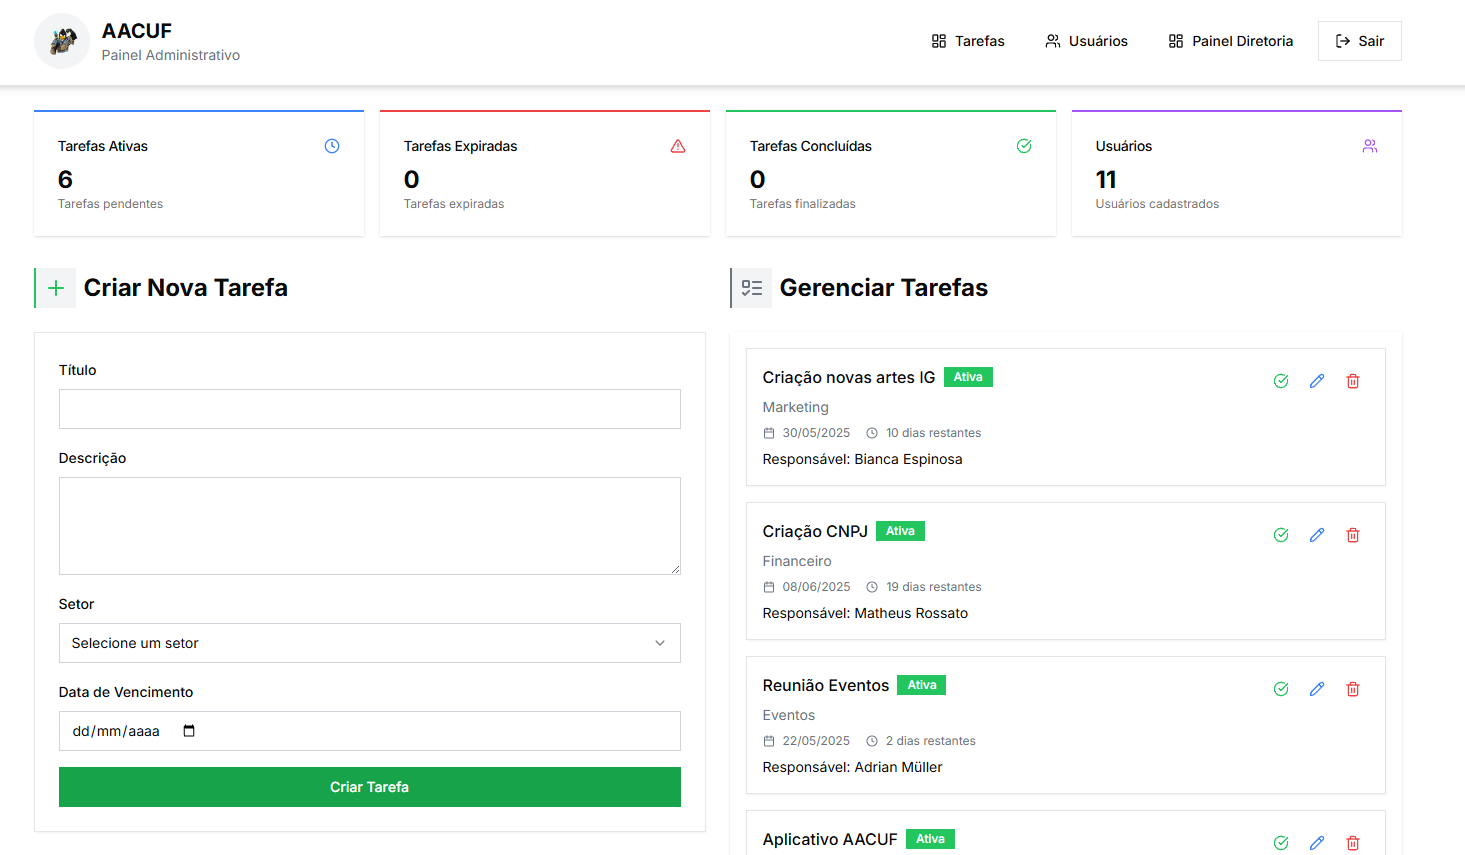 AACUF
Painel Administrativo
Tarefas
Usuários
Painel Diretoria
Sair
Tarefas Ativas
6
Tarefas pendentes
Tarefas Expiradas
0
Tarefas expiradas
Tarefas Concluídas
0
Tarefas finalizadas
Usuários
11
Usuários cadastrados
Criar Nova Tarefa
Título
Descrição
Setor
Selecione um setor
Data de Vencimento
dd/mm/aaaa
Criar Tarefa
Gerenciar Tarefas
Criação novas artes IG Ativa
Marketing
30/05/2025 10 dias restantes
Responsável: Bianca Espinosa
Criação CNPJ Ativa
Financeiro
08/06/2025 19 dias restantes
Responsável: Matheus Rossato
Reunião Eventos Ativa
Eventos
22/05/2025 2 dias restantes
Responsável: Adrian Müller
Aplicativo AACUF Ativa